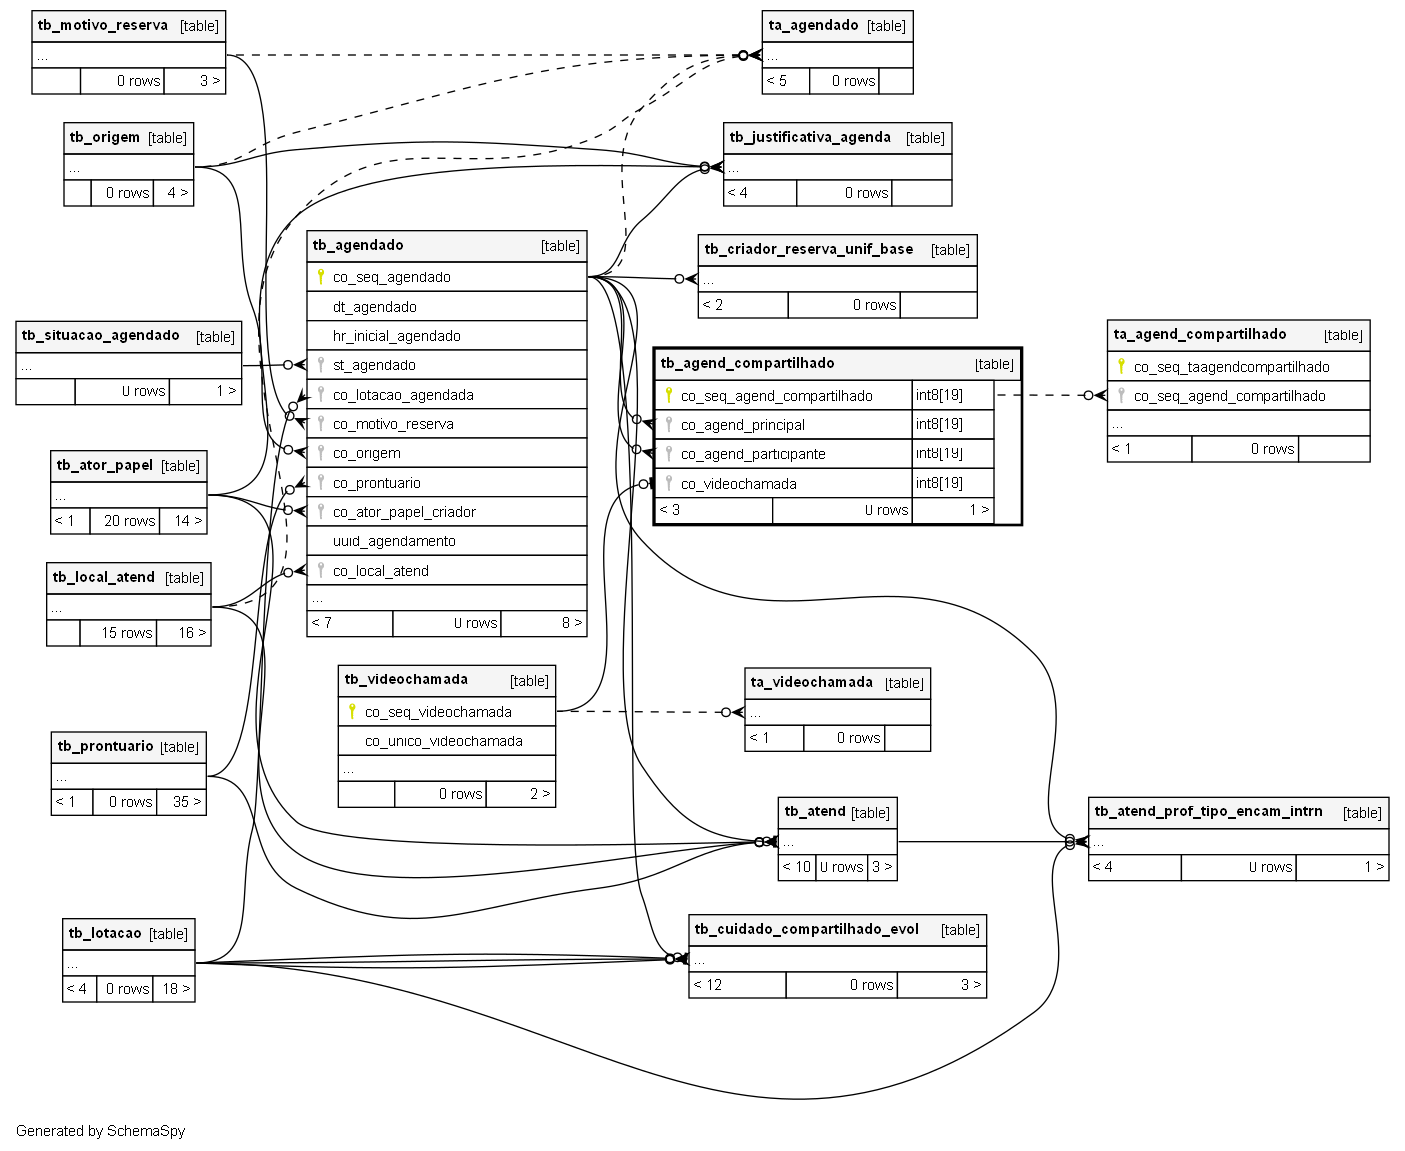 tb_motivo_reserva [table]
...
0 rows 3 >
ta_agendado [table]
...
< 5 0 rows
tb_origem [table]
...
0 rows 4 >
tb_justificativa_agenda [table]
...
< 4 0 rows
tb_agendado [table]
co_seq_agendado
dt_agendado
hr_inicial_agendado
st_agendado
co_lotacao_agendada
co_motivo_reserva
co_origem
co_prontuario
co_ator_papel_criador
uuid_agendamento
co_local_atend
...
< 7 0 rows 8 >
tb_criador_reserva_unif_base [table]
...
< 2 0 rows
tb_situacao_agendado [table]
...
0 rows 1 >
tb_agend_compartilhado [table]
co_seq_agend_compartilhado int8[19]
co_agend_principal int8[19]
co_agend_participante int8[19]
co_videochamada int8[19]
< 3 0 rows 1 >
ta_agend_compartilhado [table]
co_seq_taagendcompartilhado
co_seq_agend_compartilhado
...
< 1 0 rows
tb_ator_papel [table]
...
< 1 20 rows 14 >
tb_local_atend [table]
...
15 rows 16 >
tb_videochamada [table]
co_seq_videochamada
co_unico_videochamada
...
0 rows 2 >
ta_videochamada [table]
...
< 1 0 rows
tb_prontuario [table]
...
< 1 0 rows 35 >
tb_atend [table]
...
< 10 0 rows 3 >
tb_atend_prof_tipo_encam_intrn [table]
...
< 4 0 rows 1 >
tb_lotacao [table]
...
< 4 0 rows 18 >
tb_cuidado_compartilhado_evol [table]
...
< 12 0 rows 3 >
Generated by SchemaSpy